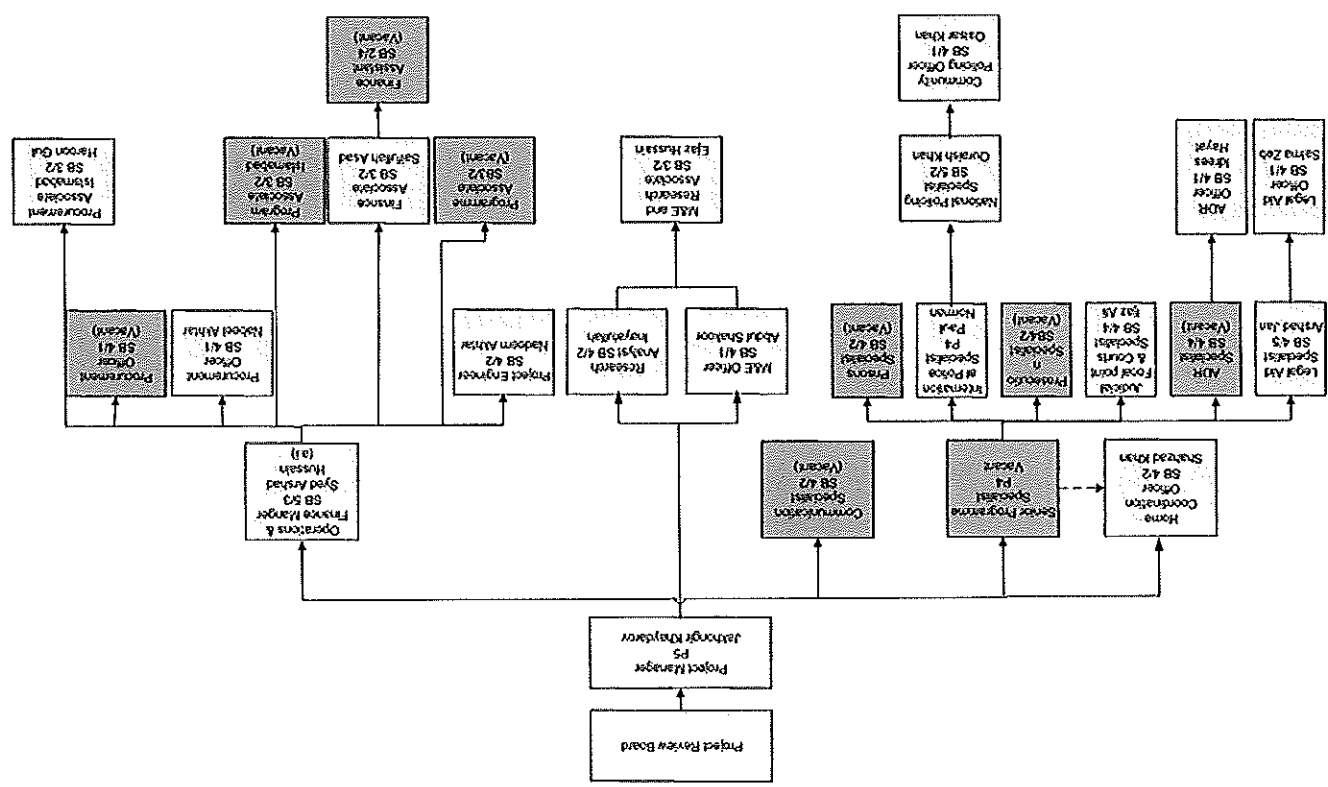 Project Review Board
Project Manager
P5
Jakhongir Khaydarov
Home
Coordination
Officer
SB 4/2
Shahzad Khan
Senior Programme
Specialist
P4
Vacant
Communication
Specialist
SB 4/2
(Vacant)
Operations &
Finance Manger
SB 5/3
Syed Arshad
Hussain
(a.i)
Legal Aid
Specialist
SB 4/5
Arshad Jan
ADR
Specialist
SB 4/4
(Vacant)
Judicial
Focal point
& Courts
Specialist
SB 4/4
Ejaz Ali
Prosecutio
n
Specialist
SB4/2
(Vacant)
Internation
al Police
Specialist
P4
Paul
Norman
Prisons
Specialist
SB 4/2
(Vacant)
M&E Officer
SB 4/1
Abdul Shakoor
Research
Analyst SB 4/2
Inayatullah
Project Engineer
SB 4/2
Nadeem Akhtar
Procurement
Officer
SB 4/1
Nabeel Akhtar
Procurement
Officer
SB 4/1
(Vacant)
Legal Aid
Officer
SB 4/1
Salma Zeb
ADR
Officer
SB 4/1
Idrees
Hayat
National Policing
Specialist
SB 5/2
Quraish Khan
M&E and
Research
Associate
SB 3/2
Ejaz Hussain
Programme
Associate
SB3/2
(Vacant)
Finance
Associate
SB 3/2
Saifullah Asad
Program
Associate
SB 3/2
Islamabad
(Vacant)
Procurement
Associate
Islamabad
SB 3/2
Haroon Gul
Community
Policing Officer
SB 4/1
Qaisar Khan
Finance
Assistant
SB 2/4
(Vacant)